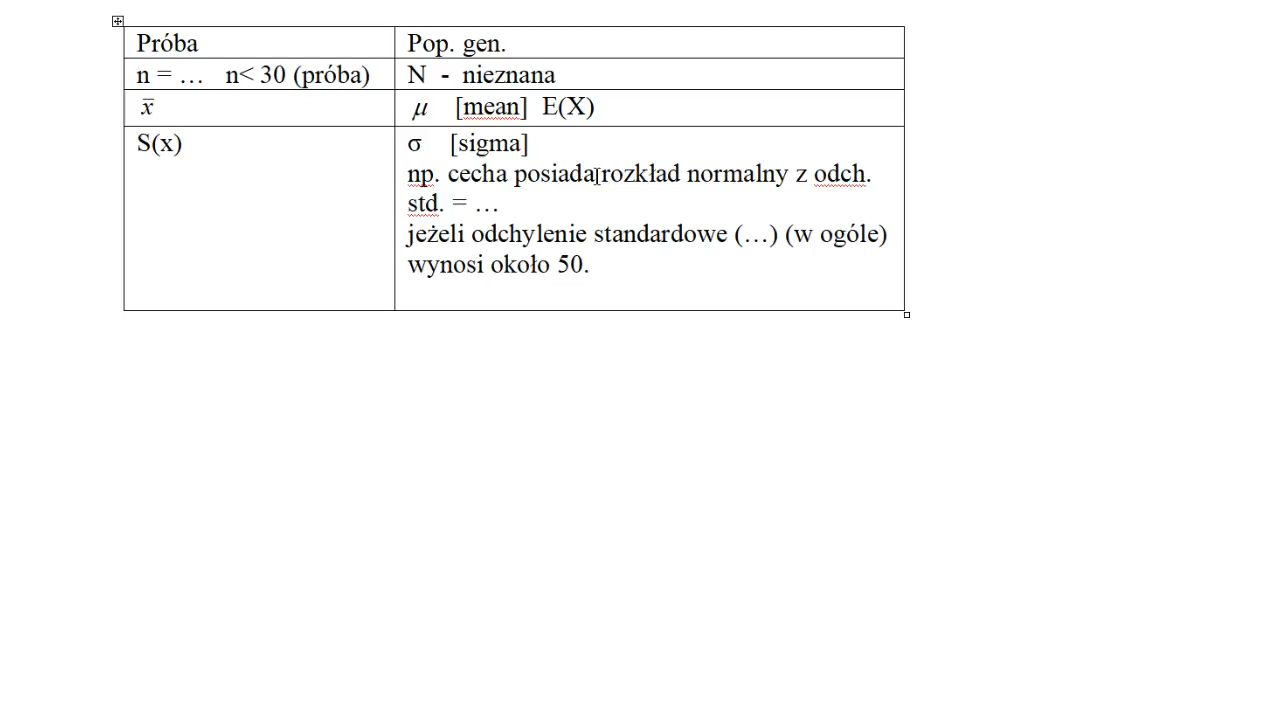 Próba Pop. gen.
n = … n< 30 (próba) N - nieznana
x̄ μ [mean] E(X)
S(x) σ [sigma]
np. cecha posiada rozkład normalny z odch.
std. = …
jeżeli odchylenie standardowe (…) (w ogóle)
wynosi około 50.